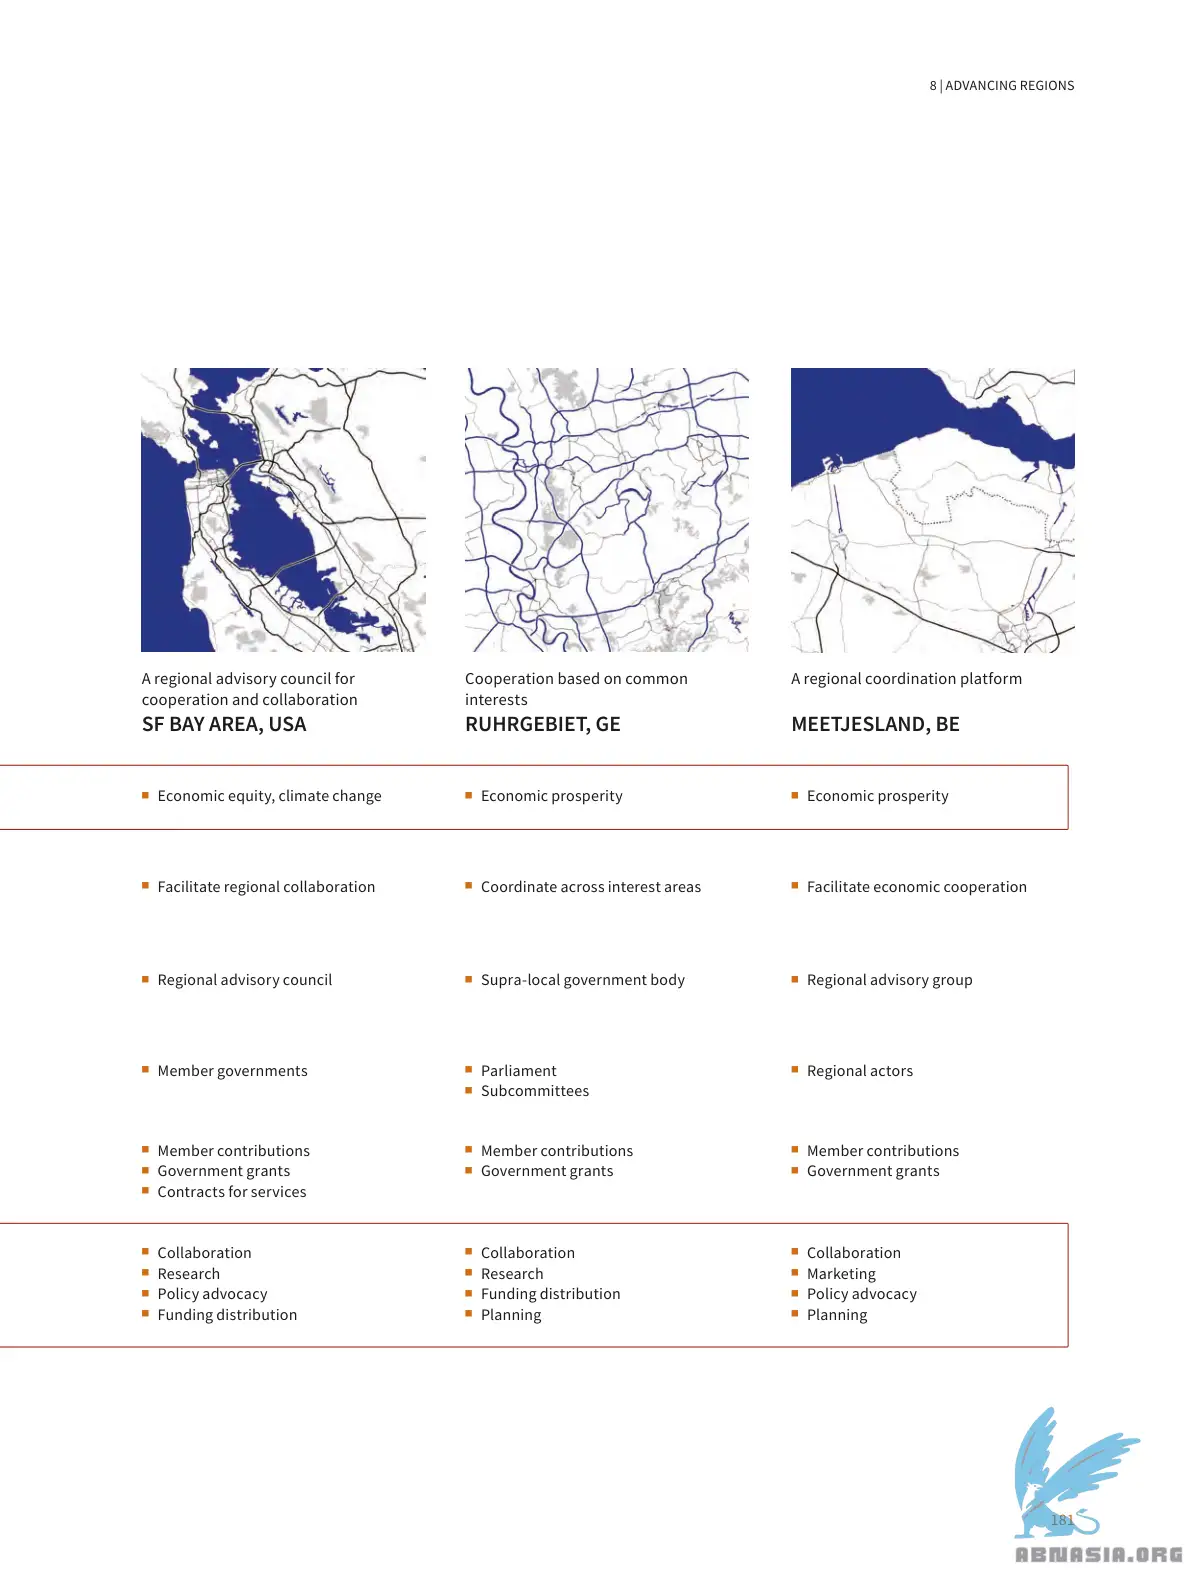 8 | ADVANCING REGIONS
A regional advisory council for
cooperation and collaboration
SF BAY AREA, USA
Cooperation based on common
interests
RUHRGEBIET, GE
A regional coordination platform
MEETJESLAND, BE
Economic equity, climate change
Economic prosperity
Economic prosperity
Facilitate regional collaboration
Coordinate across interest areas
Facilitate economic cooperation
Regional advisory council
Supra-local government body
Regional advisory group
Member governments
Parliament
Subcommittees
Regional actors
Member contributions
Government grants
Contracts for services
Member contributions
Government grants
Member contributions
Government grants
Collaboration
Research
Policy advocacy
Funding distribution
Collaboration
Research
Funding distribution
Planning
Collaboration
Marketing
Policy advocacy
Planning
181
ABNASIA.ORG